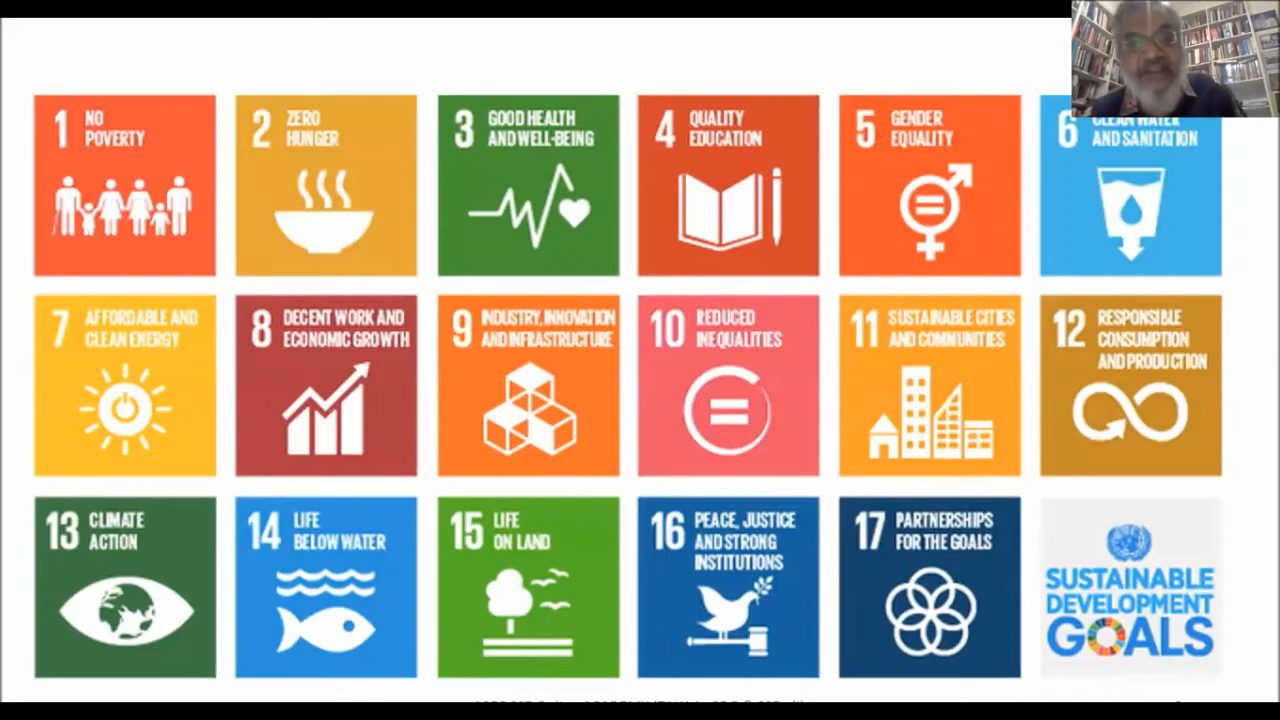 1 NO
POVERTY
2 ZERO
HUNGER
3 GOOD HEALTH
AND WELL-BEING
4 QUALITY
EDUCATION
5 GENDER
EQUALITY
6 CLEAN WATER
AND SANITATION
7 AFFORDABLE AND
CLEAN ENERGY
8 DECENT WORK AND
ECONOMIC GROWTH
9 INDUSTRY, INNOVATION
AND INFRASTRUCTURE
10 REDUCED
INEQUALITIES
11 SUSTAINABLE CITIES
AND COMMUNITIES
12 RESPONSIBLE
CONSUMPTION
AND PRODUCTION
13 CLIMATE
ACTION
14 LIFE
BELOW WATER
15 LIFE
ON LAND
16 PEACE, JUSTICE
AND STRONG
INSTITUTIONS
17 PARTNERSHIPS
FOR THE GOALS
SUSTAINABLE
DEVELOPMENT
GOALS